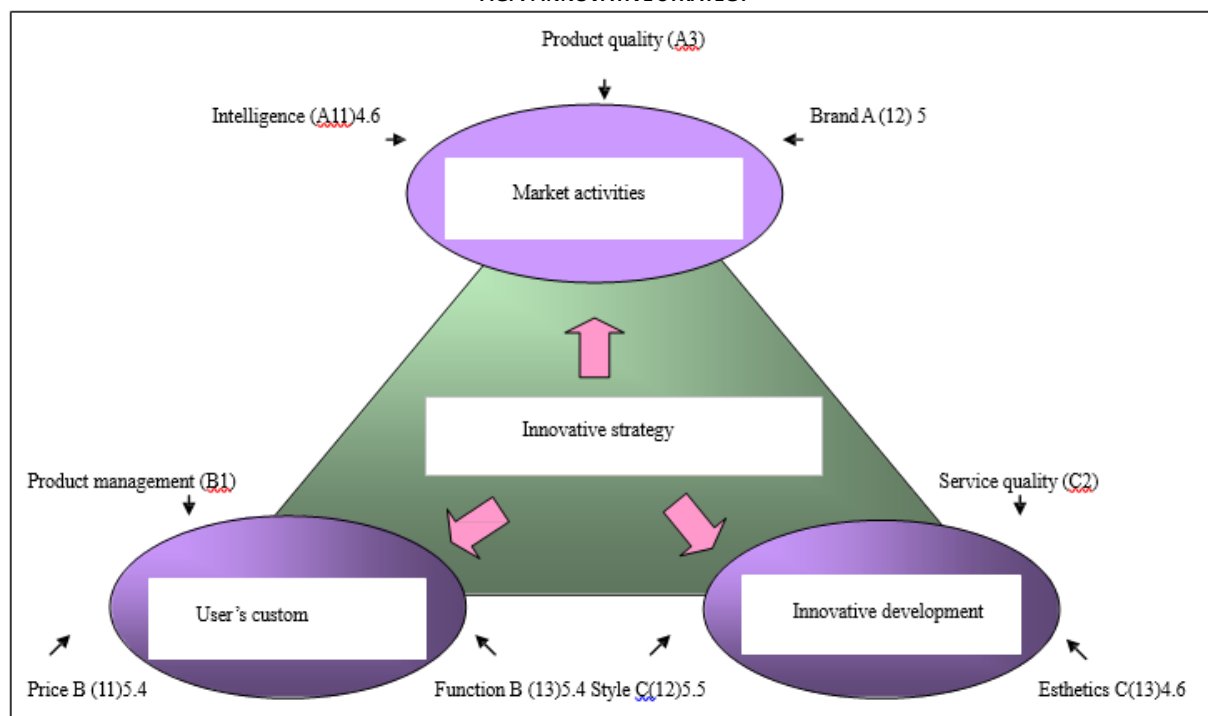 Product quality (A3)
Intelligence (A11)4.6
Brand A (12) 5
Market activities
Innovative strategy
Product management (B1)
Service quality (C2)
User’s custom
Innovative development
Price B (11)5.4
Function B (13)5.4 Style C(12)5.5
Esthetics C(13)4.6